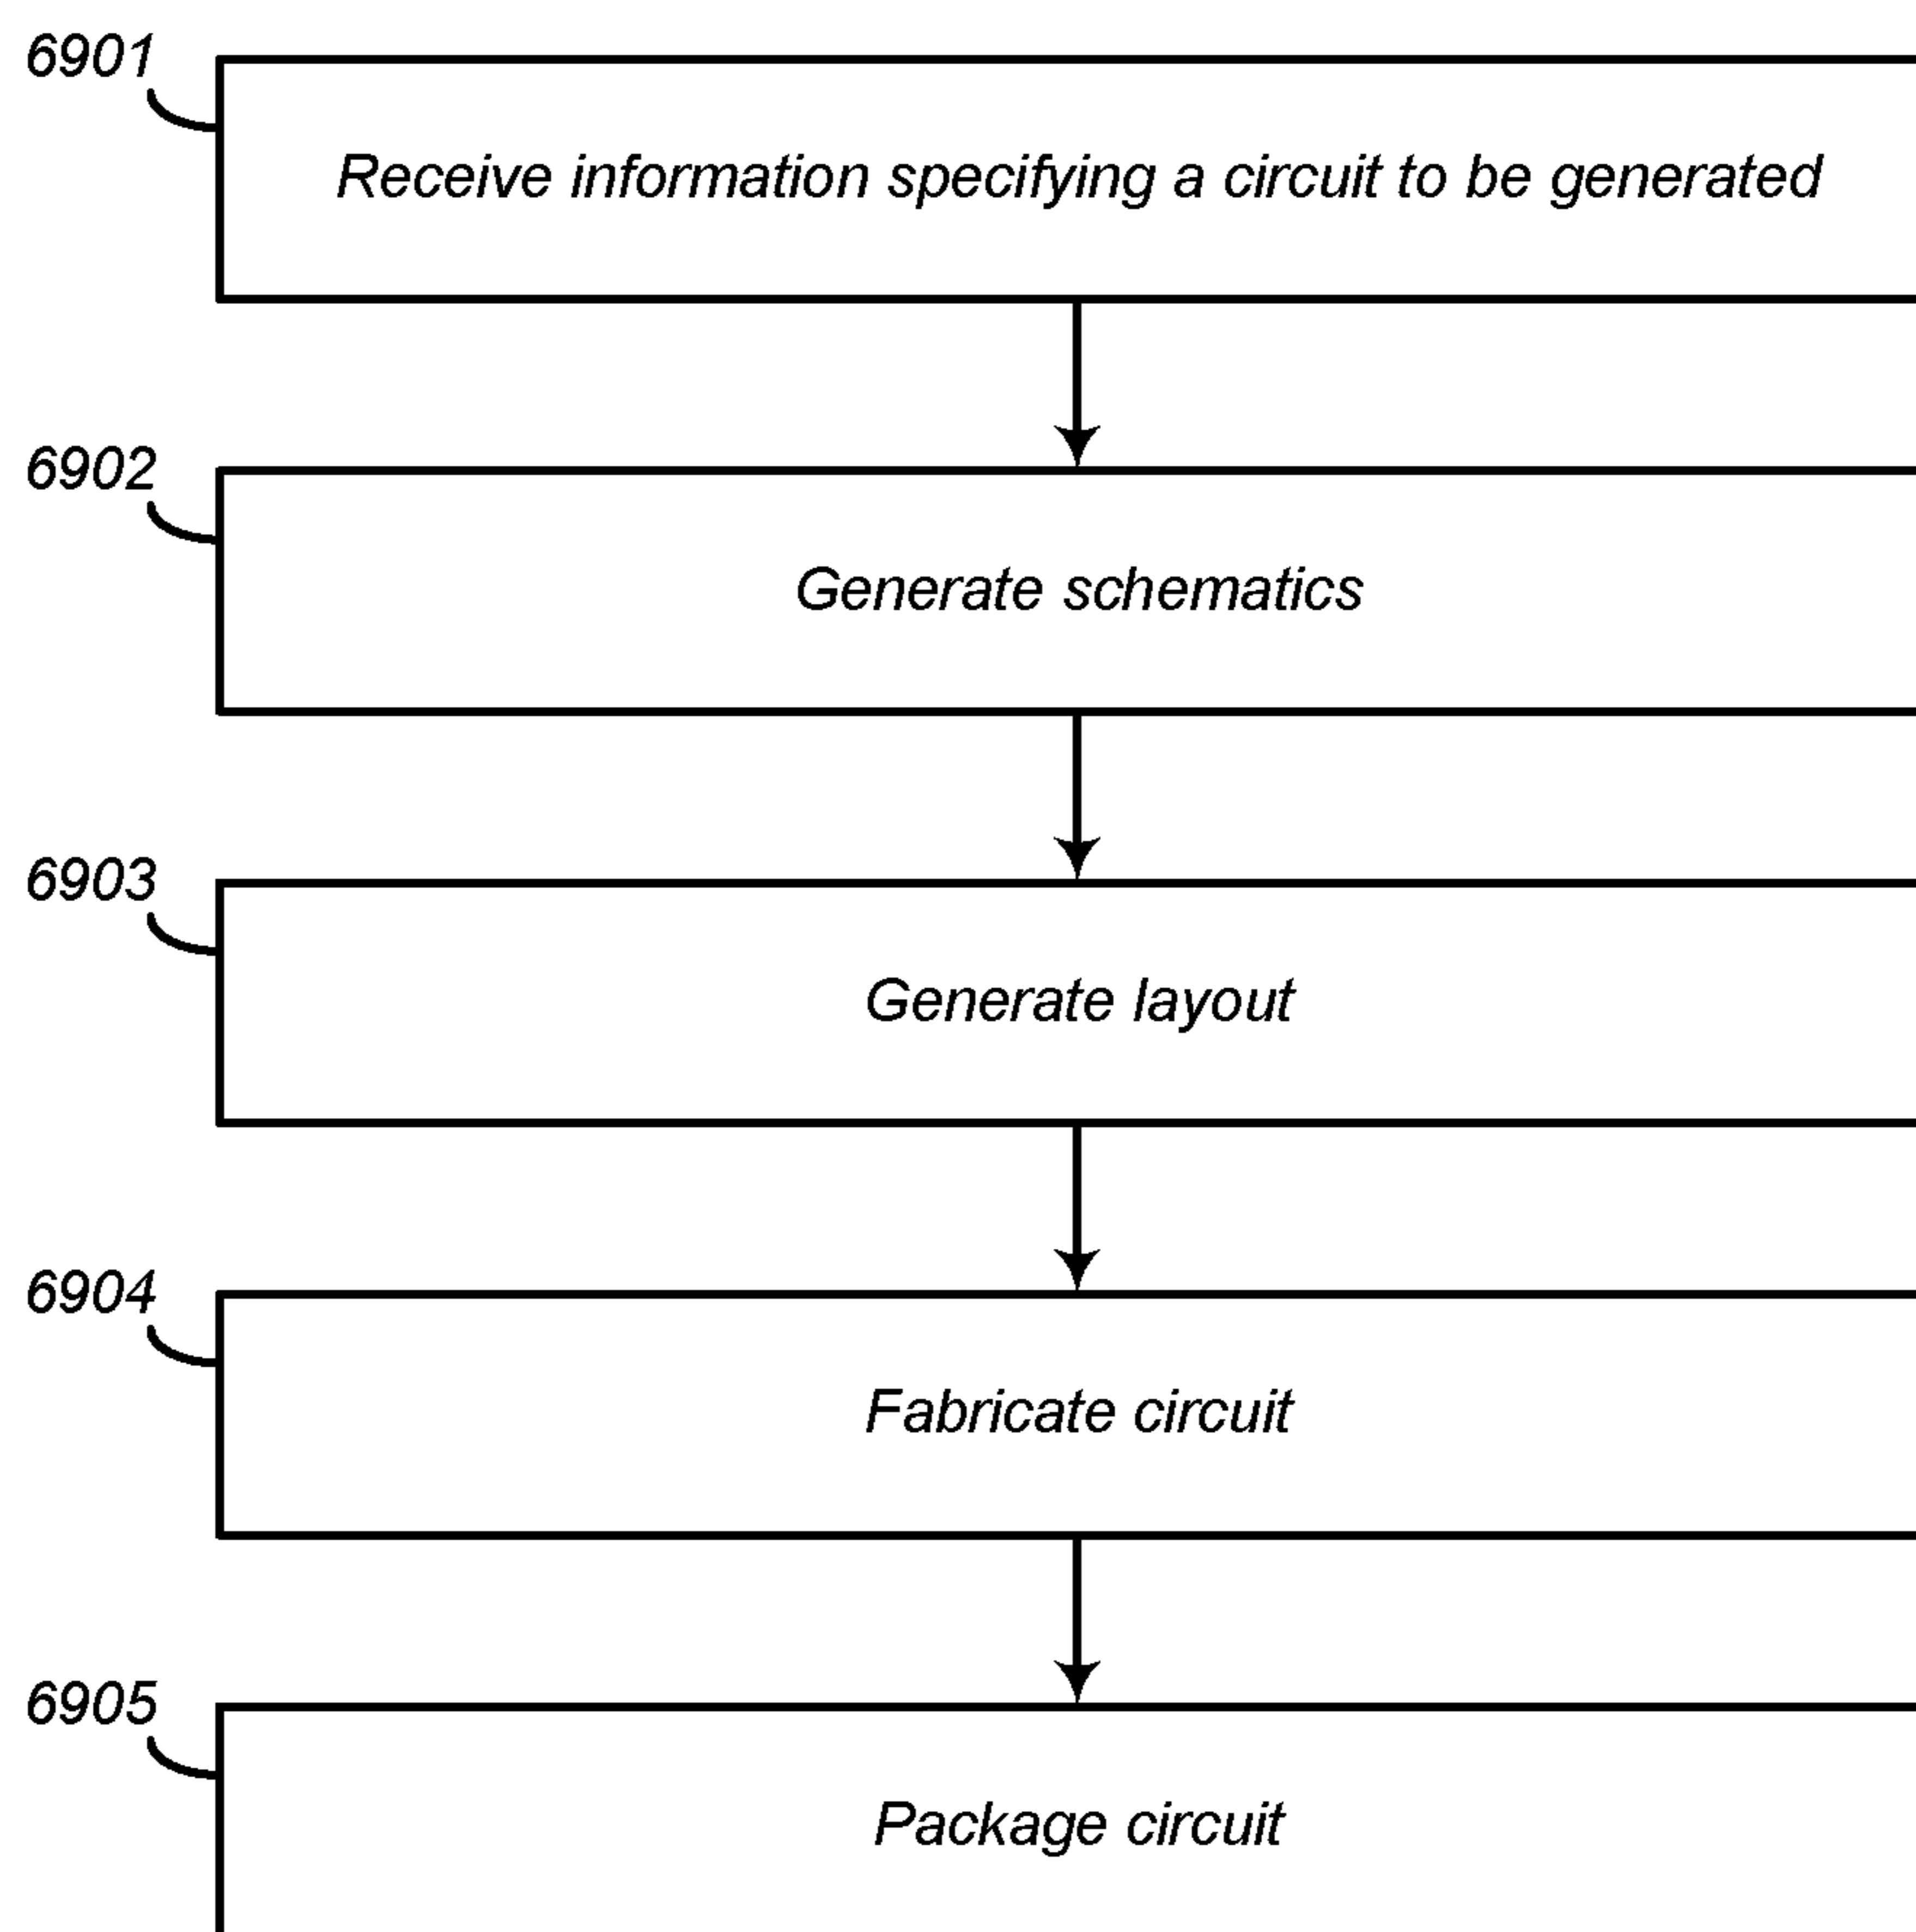 6901
Receive information specifying a circuit to be generated
6902
Generate schematics
6903
Generate layout
6904
Fabricate circuit
6905
Package circuit